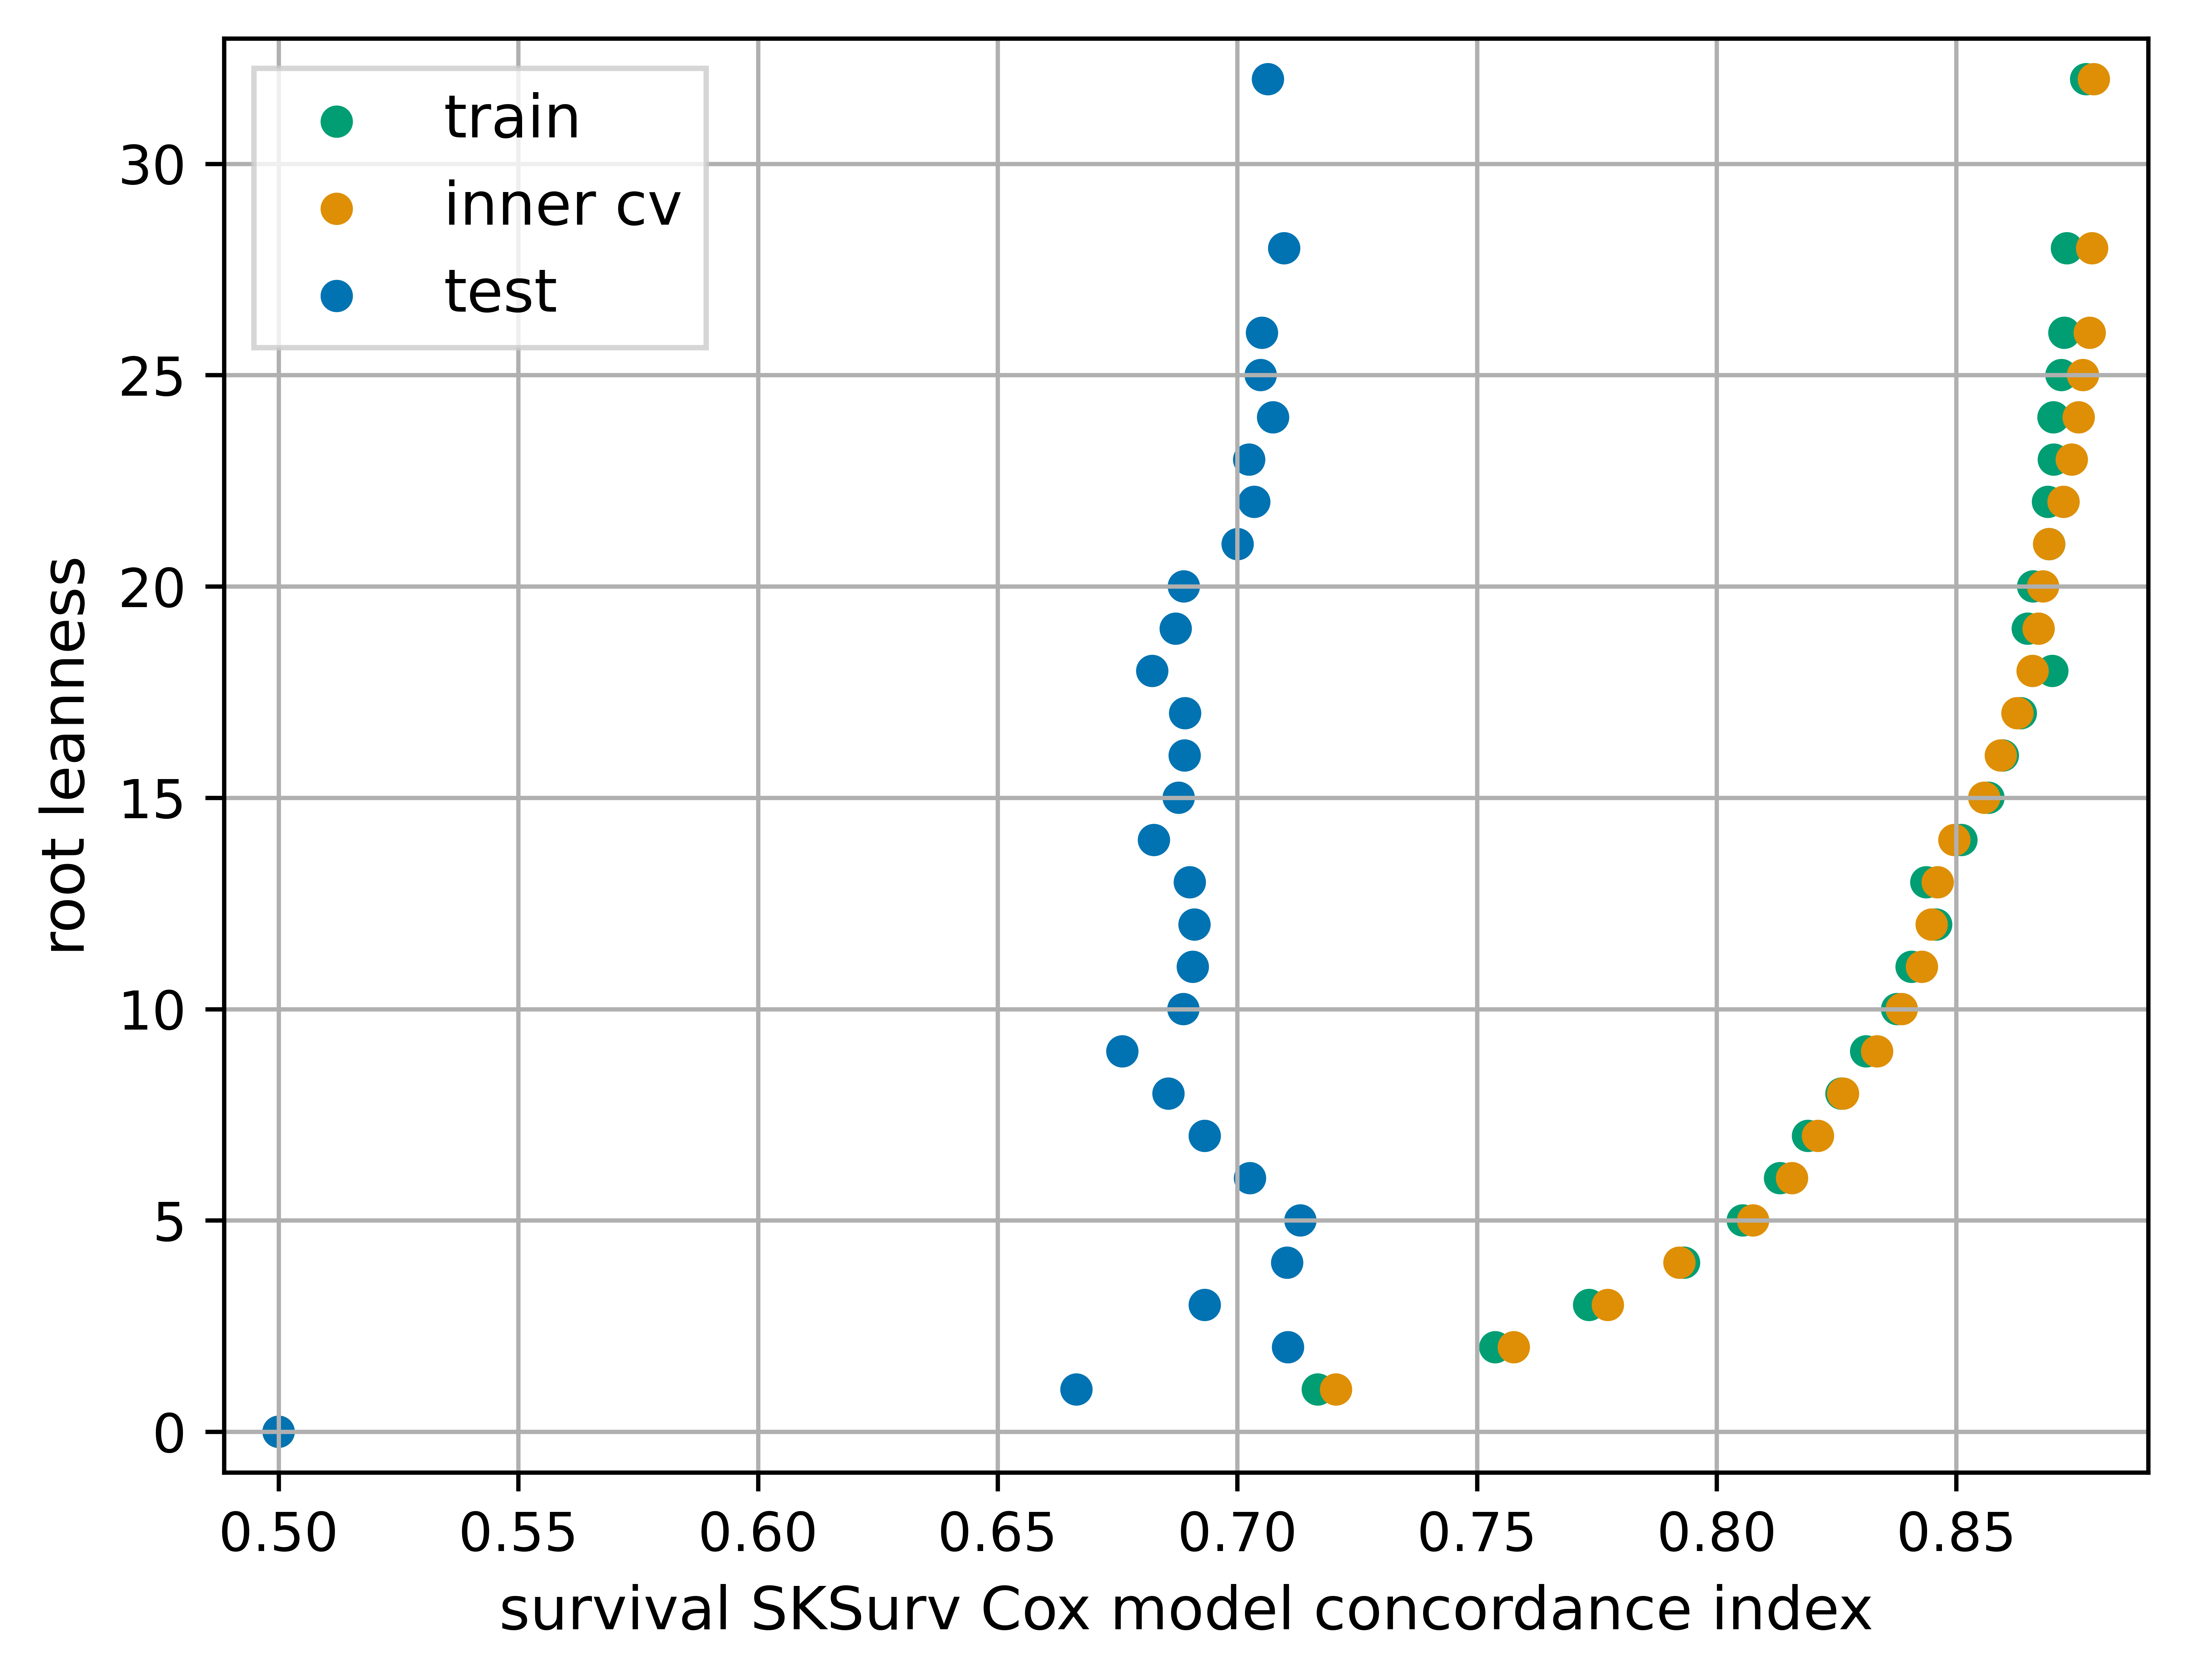 train
inner cv
test
30
25
20
15
10
5
0
root leanness
0.50 0.55 0.60 0.65 0.70 0.75 0.80 0.85
survival SKSurv Cox model concordance index